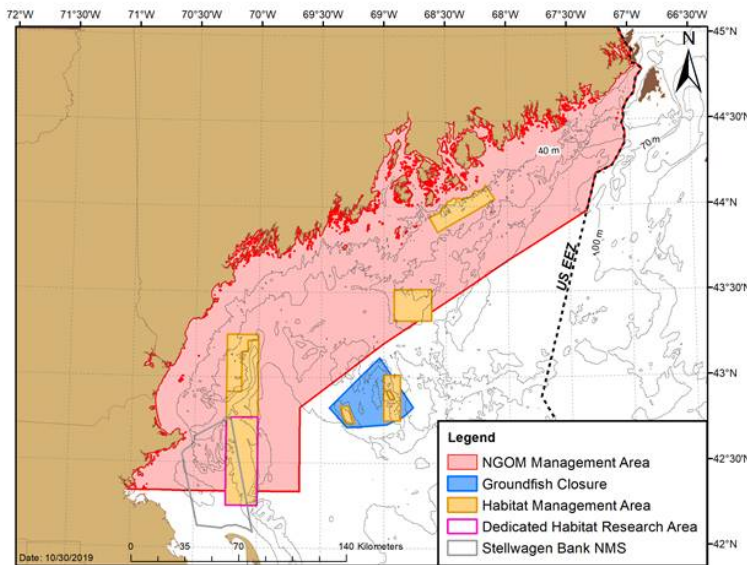 72°W 71°30'W 71°W 70°30'W 70°W 69°30'W 69°W 68°30'W 68°W 67°30'W 67°W 66°30'W
45°N
N
44°30'N
40 m
70 m
44°N
100 m
US EEZ
43°30'N
43°N
Legend
NGOM Management Area
42°30'N
Groundfish Closure
Habitat Management Area
Dedicated Habitat Research Area
Stellwagen Bank NMS
42°N
Date: 10/30/2019
0 35 70 140 Kilometers